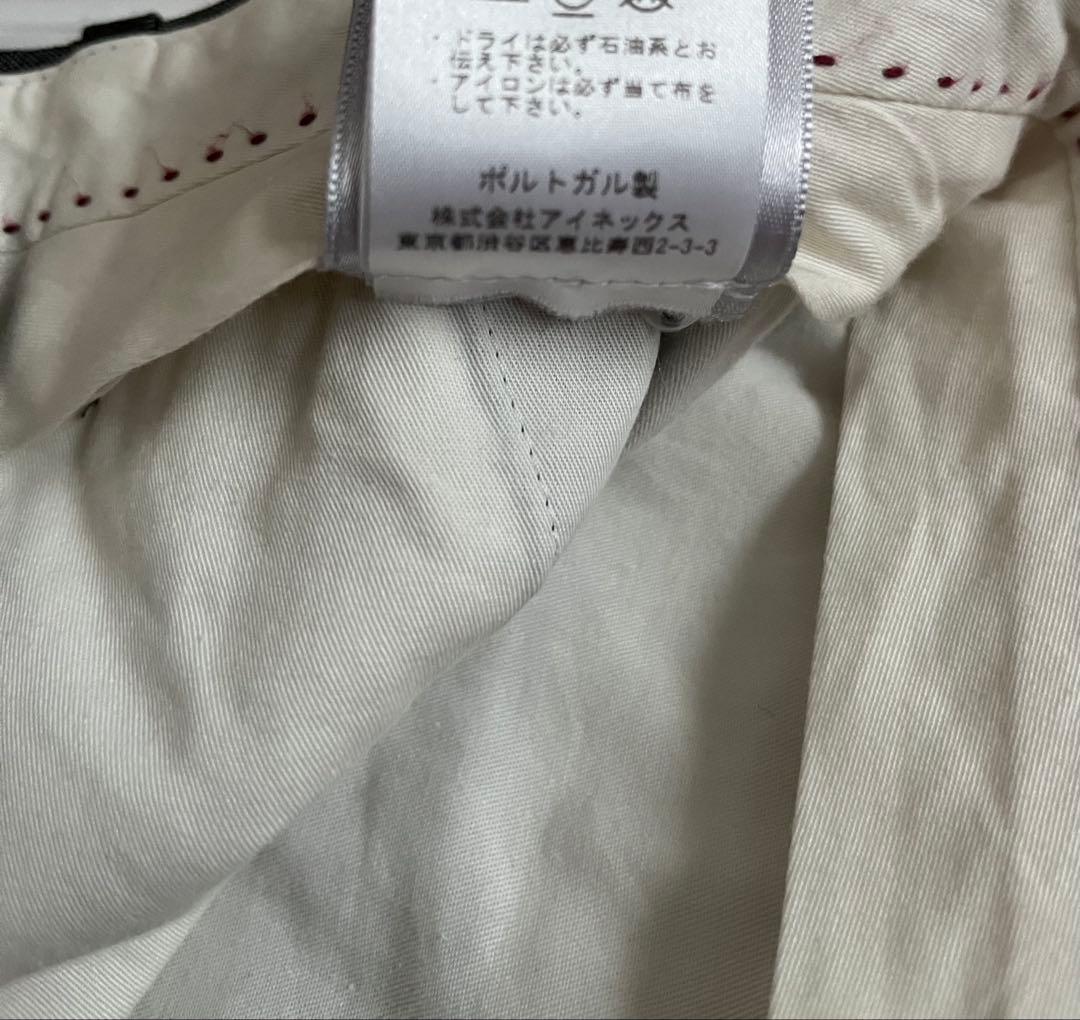 ・ドライは必ず石油系とお
伝え下さい。
・アイロンは必ず当て布を
して下さい。
ポルトガル製
株式会社アイネックス
東京都渋谷区恵比寿西2-3-3